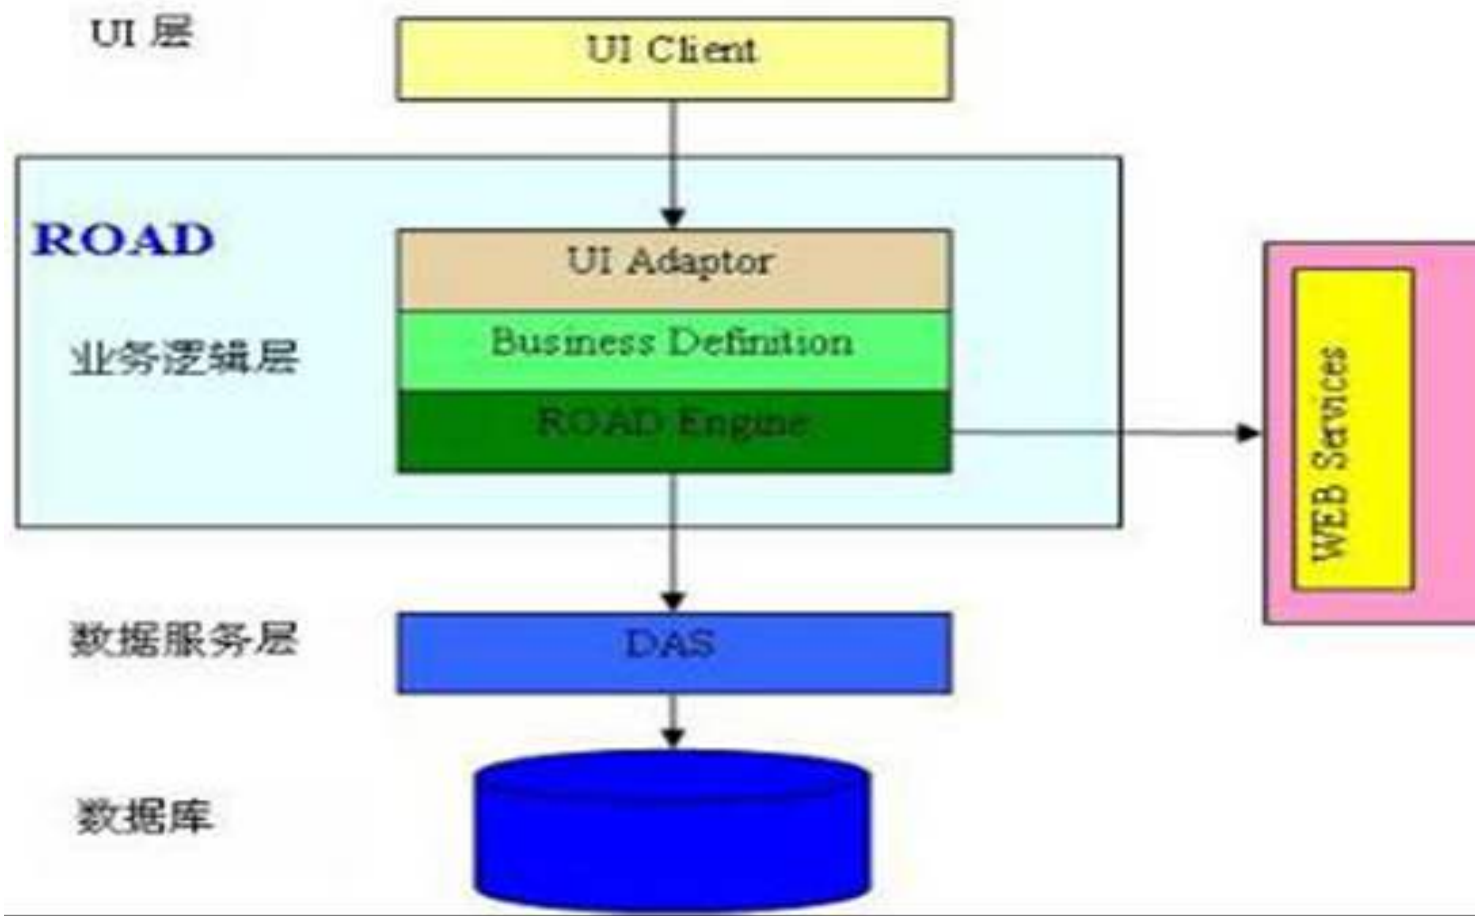 UI 层
UI Client
ROAD
UI Adaptor
业务逻辑层
Business Definition
ROAD Engine
WEB Services
数据服务层
DAS
数据库